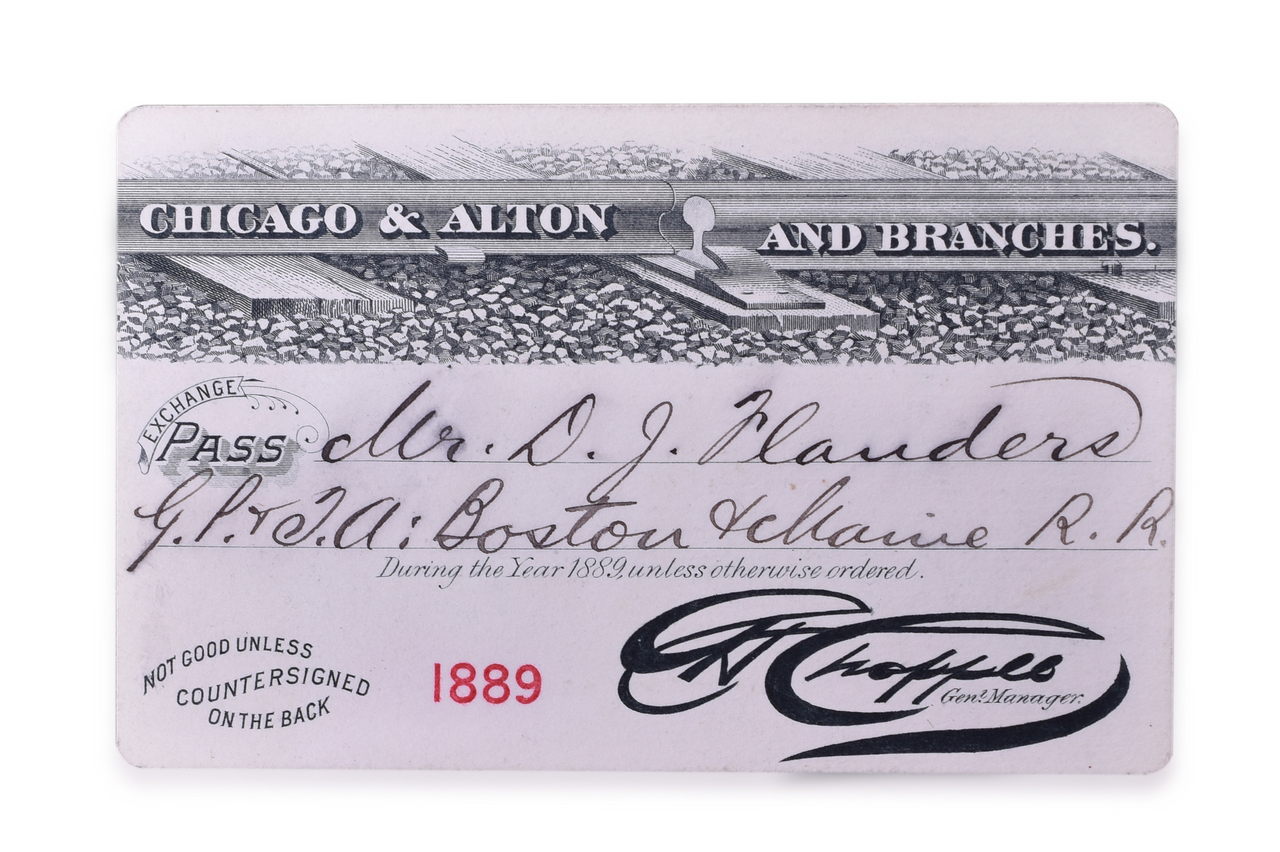 CHICAGO & ALTON AND BRANCHES.
EXCHANGE
PASS Mr. D. J. Flanders
G. P. & T. A: Boston & Maine R. R.
During the Year 1889, unless otherwise ordered.
NOT GOOD UNLESS
COUNTERSIGNED
ON THE BACK
1889
C H Chappell
Genl. Manager.